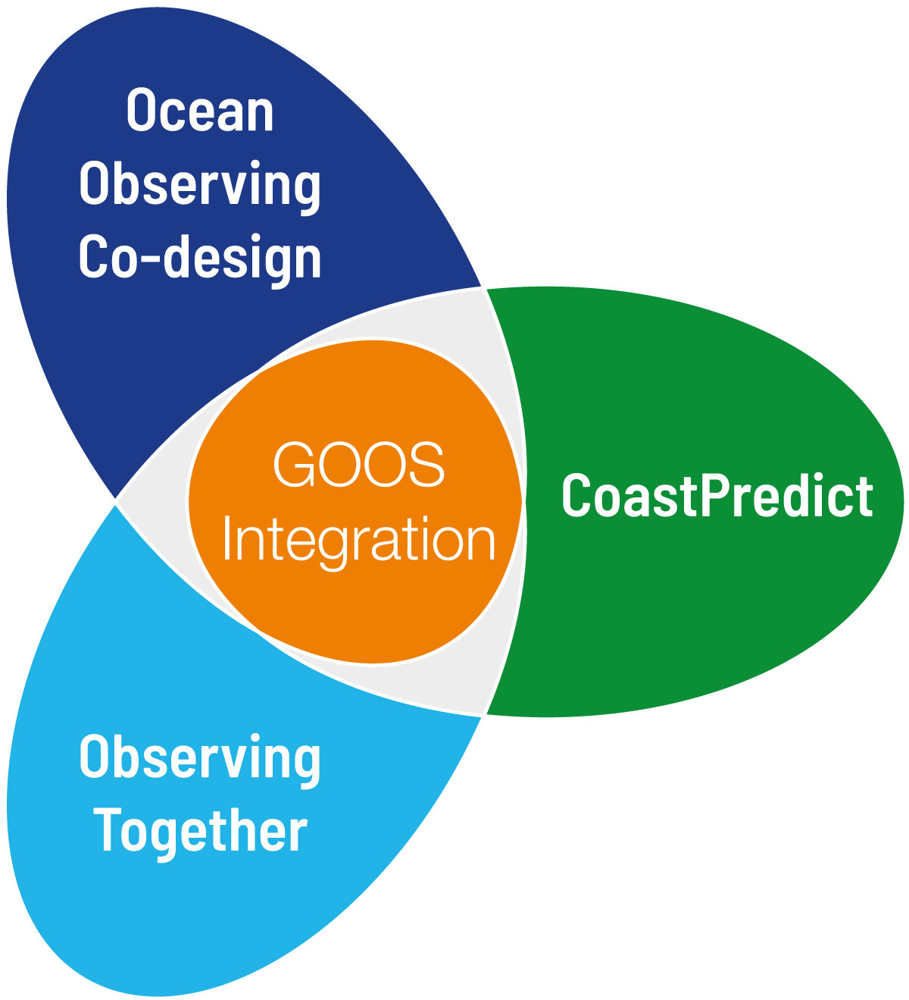 Ocean
Observing
Co-design
GOOS
Integration
CoastPredict
Observing
Together